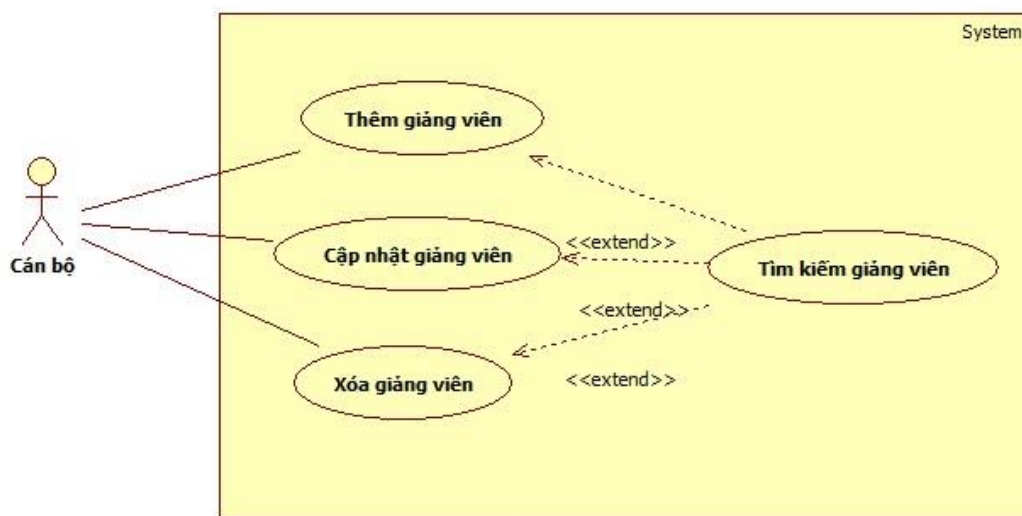 System
Thêm giảng viên
Cán bộ
Cập nhật giảng viên
<<extend>>
Tìm kiếm giảng viên
<<extend>>
Xóa giảng viên
<<extend>>